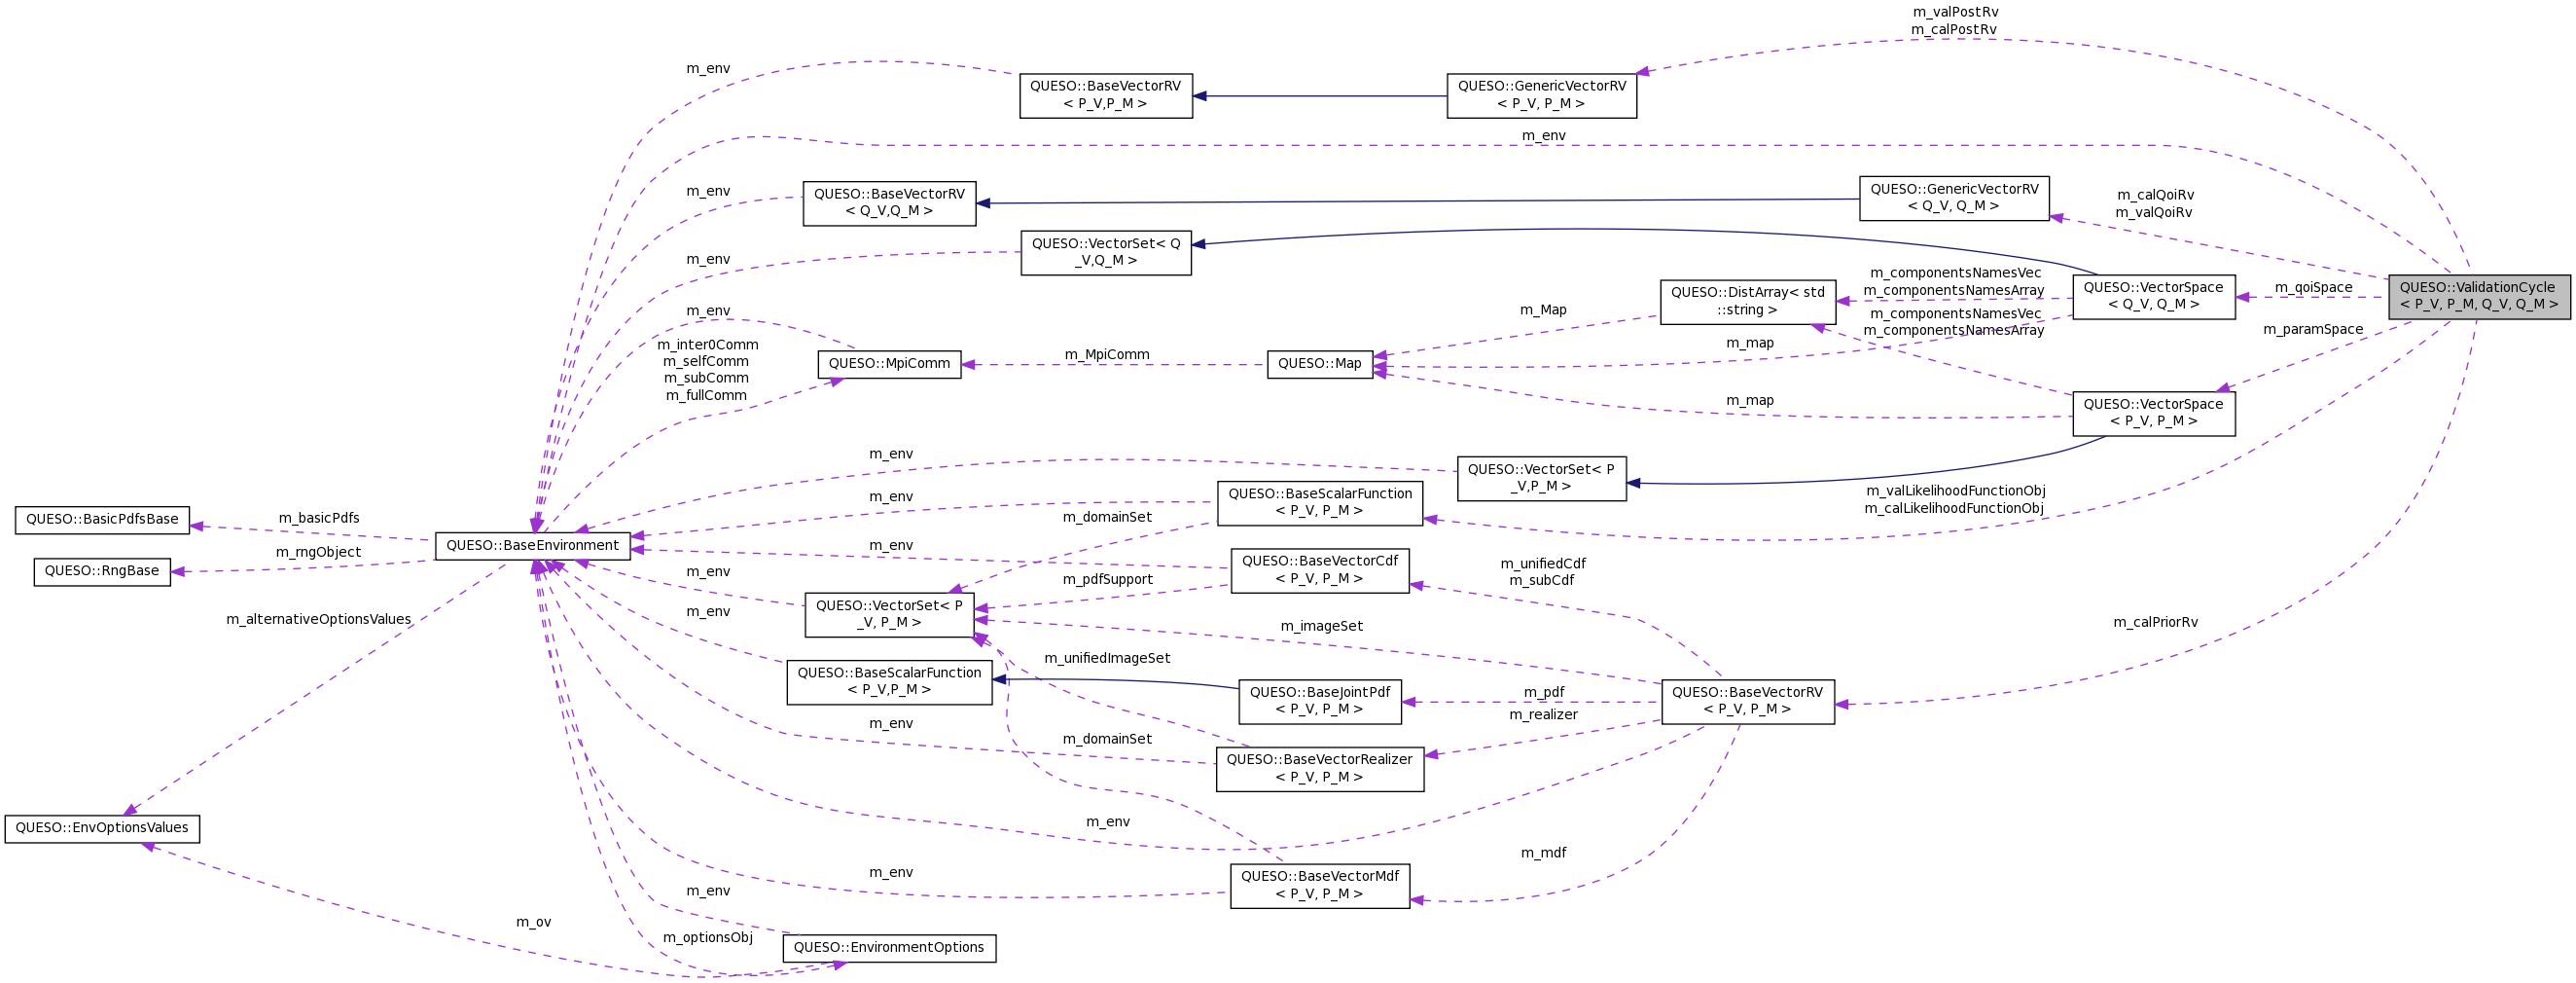 m_valPostRv
m_calPostRv
m_env
QUESO::BaseVectorRV
< P_V,P_M >
QUESO::GenericVectorRV
< P_V, P_M >
m_env
m_env
QUESO::BaseVectorRV
< Q_V,Q_M >
QUESO::GenericVectorRV
< Q_V, Q_M >
m_calQoiRv
m_valQoiRv
m_env
QUESO::VectorSet< Q
_V,Q_M >
m_componentsNamesVec
m_componentsNamesArray
QUESO::DistArray< std
::string >
QUESO::VectorSpace
< Q_V, Q_M >
m_qoiSpace
QUESO::ValidationCycle
< P_V, P_M, Q_V, Q_M >
m_env
m_Map
m_componentsNamesVec
m_componentsNamesArray
m_paramSpace
m_inter0Comm
m_selfComm
m_subComm
m_fullComm
QUESO::MpiComm
m_MpiComm
QUESO::Map
m_map
m_map
QUESO::VectorSpace
< P_V, P_M >
m_env
QUESO::VectorSet< P
_V,P_M >
m_env
QUESO::BaseScalarFunction
< P_V, P_M >
m_valLikelihoodFunctionObj
m_calLikelihoodFunctionObj
m_domainSet
QUESO::BasicPdfsBase
m_basicPdfs
QUESO::BaseEnvironment
m_rngObject
QUESO::RngBase
m_env
QUESO::BaseVectorCdf
< P_V, P_M >
m_unifiedCdf
m_subCdf
m_env
m_pdfSupport
QUESO::VectorSet< P
_V, P_M >
m_env
m_alternativeOptionsValues
m_imageSet
m_calPriorRv
m_unifiedImageSet
QUESO::BaseScalarFunction
< P_V,P_M >
QUESO::BaseJointPdf
< P_V, P_M >
m_pdf
QUESO::BaseVectorRV
< P_V, P_M >
m_realizer
m_env
m_domainSet
QUESO::BaseVectorRealizer
< P_V, P_M >
QUESO::EnvOptionsValues
m_env
m_mdf
m_env
QUESO::BaseVectorMdf
< P_V, P_M >
m_env
m_ov
m_optionsObj
QUESO::EnvironmentOptions